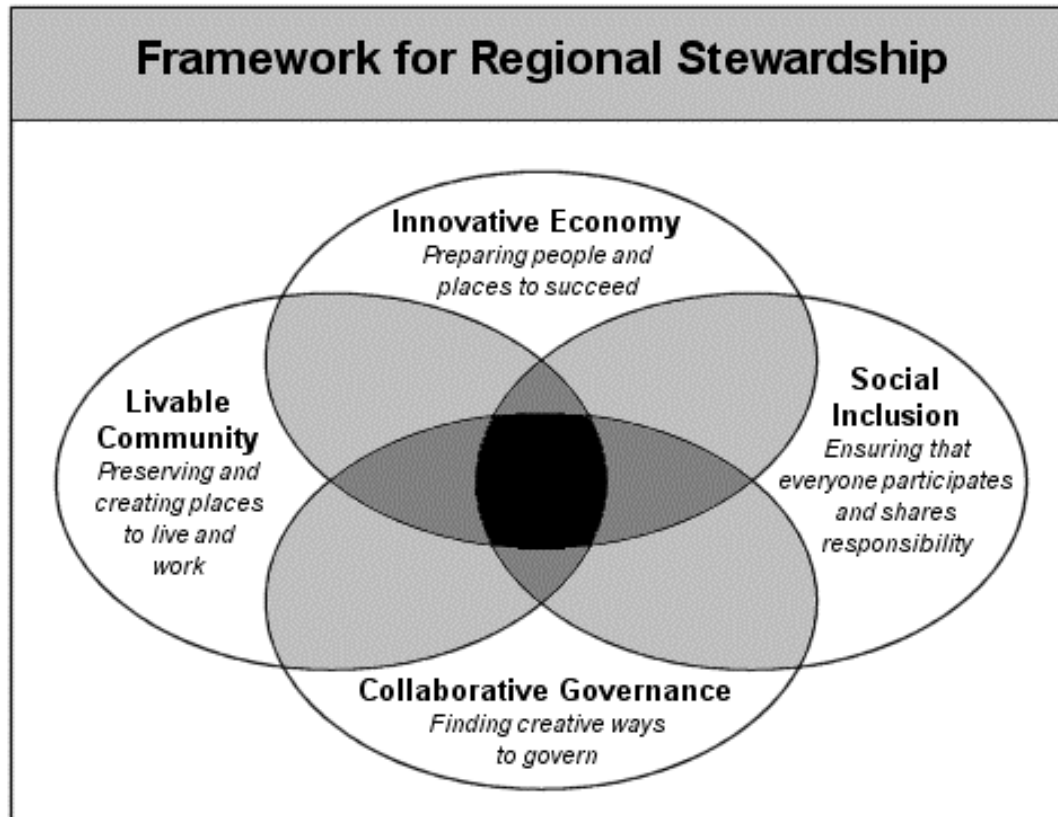 Framework for Regional Stewardship
Innovative Economy
Preparing people and
places to succeed
Livable
Community
Preserving and
creating places
to live and
work
Social
Inclusion
Ensuring that
everyone participates
and shares
responsibility
Collaborative Governance
Finding creative ways
to govern